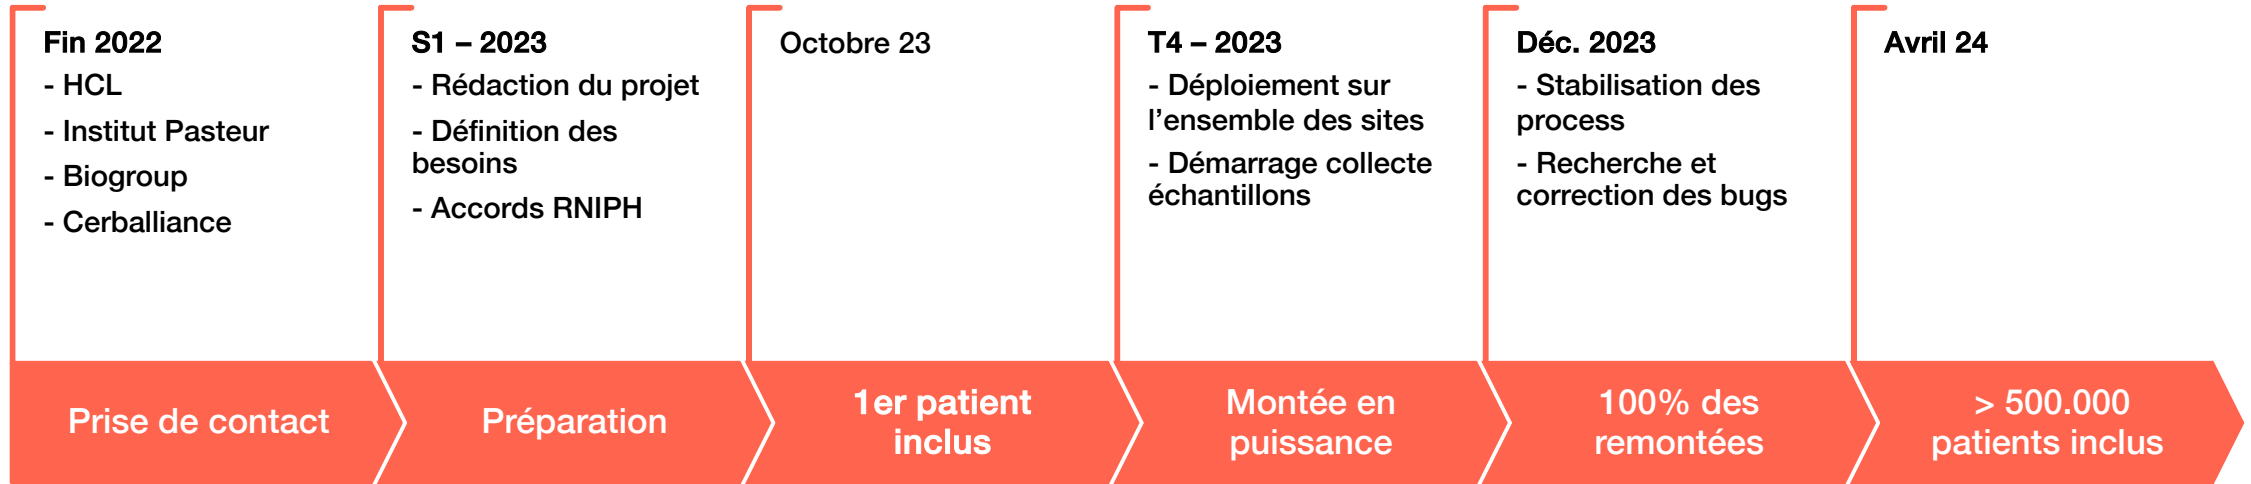 Fin 2022
- HCL
- Institut Pasteur
- Biogroup
- Cerballiance
S1 – 2023
- Rédaction du projet
- Définition des
besoins
- Accords RNIPH
Octobre 23
T4 – 2023
- Déploiement sur
l’ensemble des sites
- Démarrage collecte
échantillons
Déc. 2023
- Stabilisation des
process
- Recherche et
correction des bugs
Avril 24
Prise de contact
Préparation
1er patient
inclus
Montée en
puissance
100% des
remontées
> 500.000
patients inclus